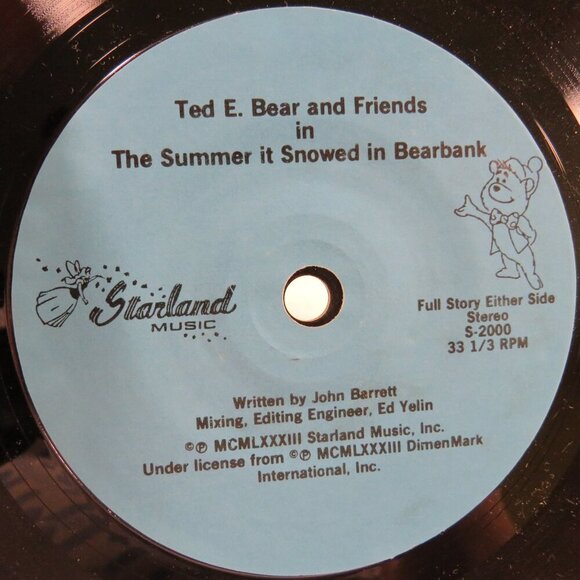 Ted E. Bear and Friends
in
The Summer it Snowed in Bearbank
Starland
MUSIC
Full Story Either Side
Stereo
S-2000
33 1/3 RPM
Written by John Barrett
Mixing, Editing Engineer, Ed Yelin
©℗ MCMLXXXIII Starland Music, Inc.
Under license from ©℗ MCMLXXXIII DimenMark
International, Inc.